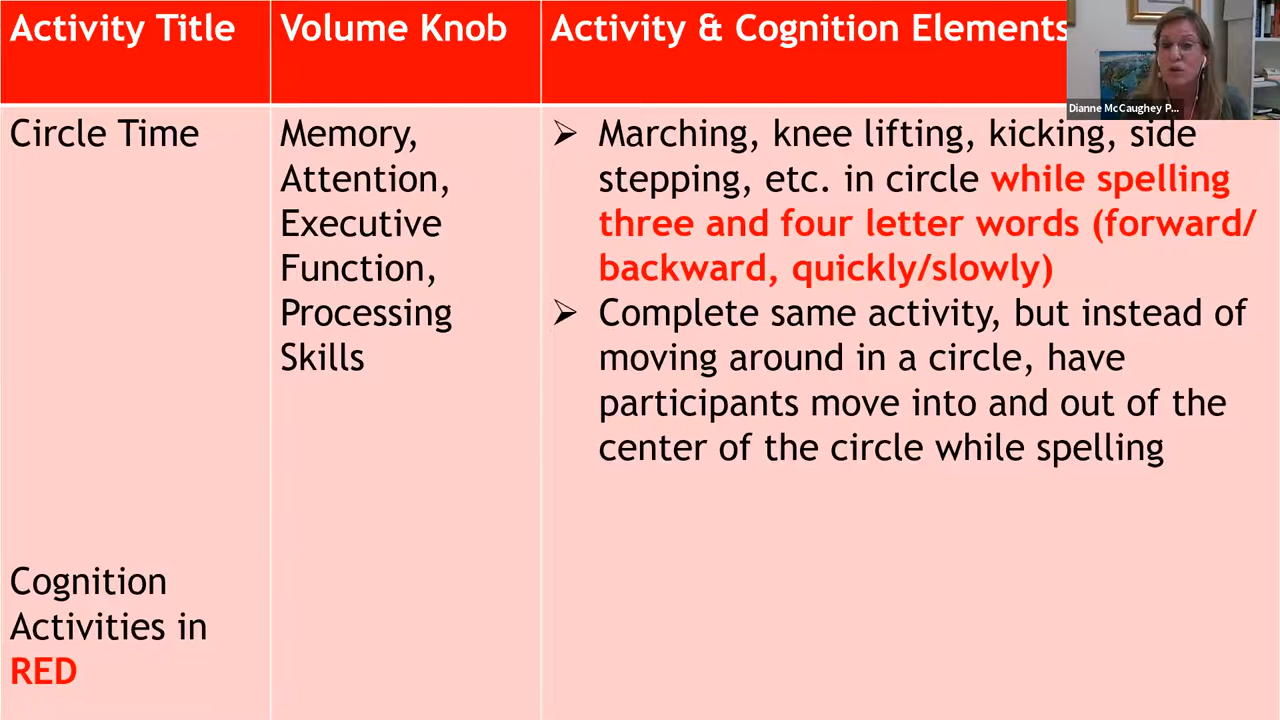 Activity Title
Volume Knob
Activity & Cognition Elements
Dianne McCaughey P...
Circle Time
Memory,
Attention,
Executive
Function,
Processing
Skills
➢ Marching, knee lifting, kicking, side
stepping, etc. in circle while spelling
three and four letter words (forward/
backward, quickly/slowly)
➢ Complete same activity, but instead of
moving around in a circle, have
participants move into and out of the
center of the circle while spelling
Cognition
Activities in
RED